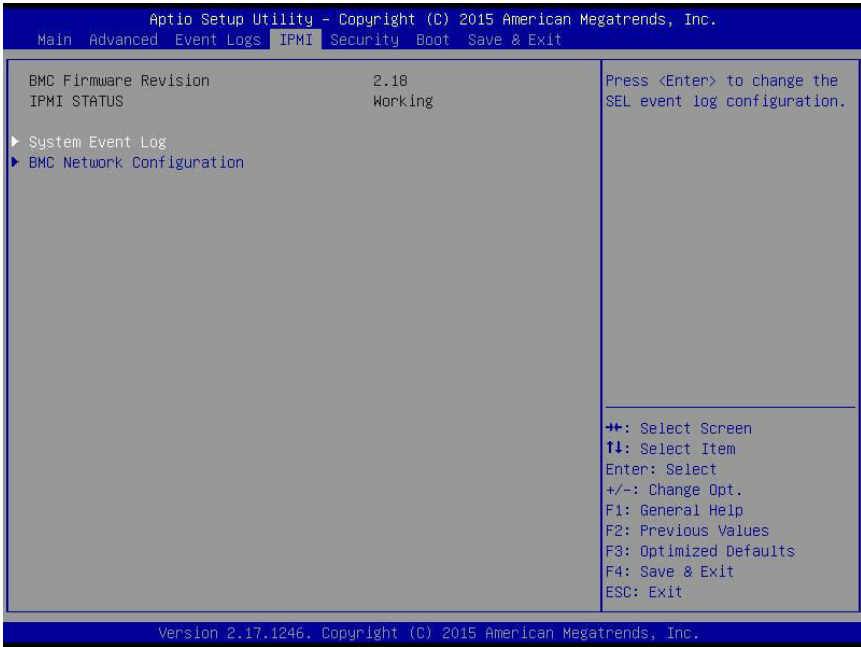 Aptio Setup Utility – Copyright (C) 2015 American Megatrends, Inc.
Main Advanced Event Logs IPMI Security Boot Save & Exit
BMC Firmware Revision 2.18
IPMI STATUS Working
System Event Log
BMC Network Configuration
Press <Enter> to change the
SEL event log configuration.
→←: Select Screen
↑↓: Select Item
Enter: Select
+/-: Change Opt.
F1: General Help
F2: Previous Values
F3: Optimized Defaults
F4: Save & Exit
ESC: Exit
Version 2.17.1246. Copyright (C) 2015 American Megatrends, Inc.